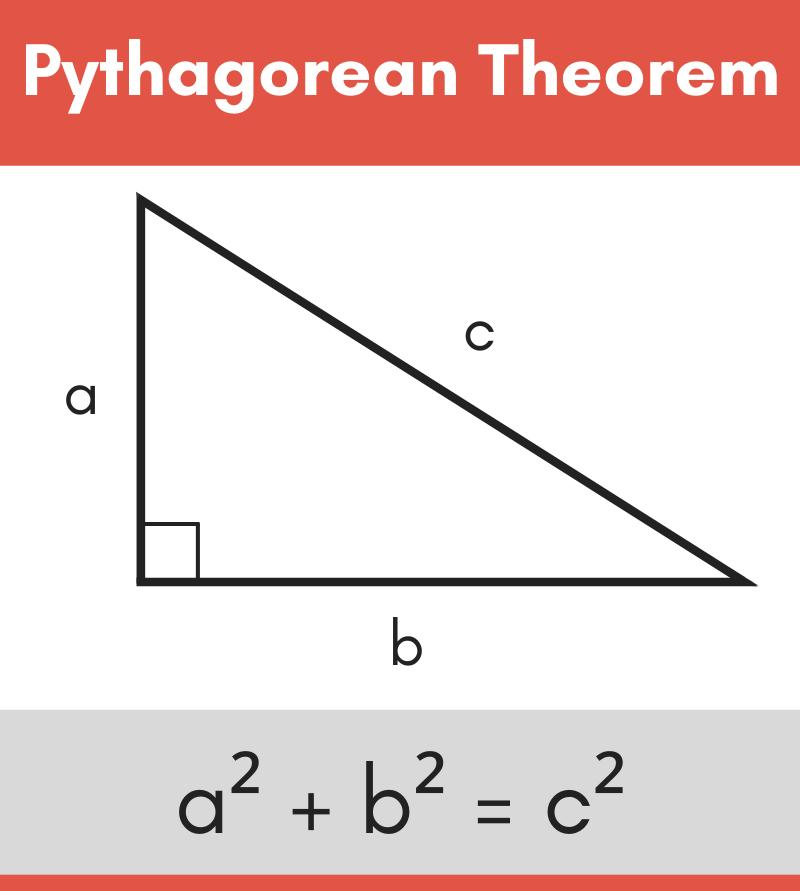 Pythagorean Theorem
c
a
b
a² + b² = c²